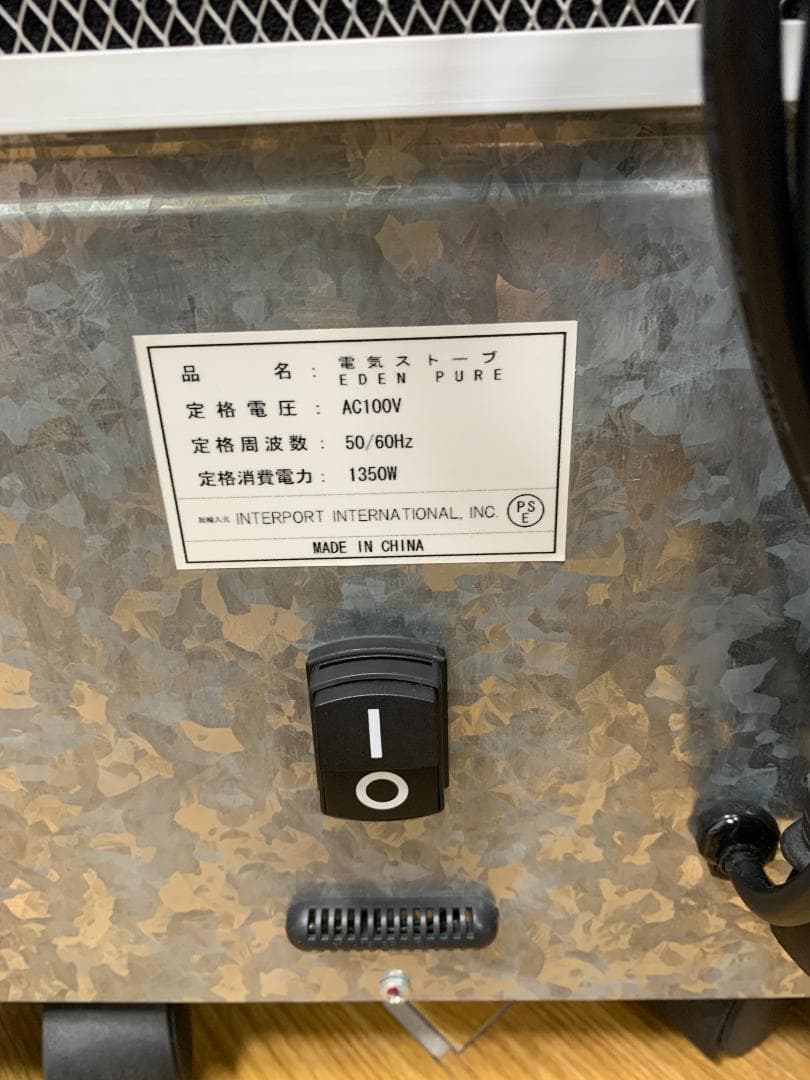 品 名 : 電気ストーブ
EDEN PURE
定格電圧 : AC100V
定格周波数 : 50/60Hz
定格消費電力 : 1350W
INTERPORT INTERNATIONAL, INC. PSE
MADE IN CHINA